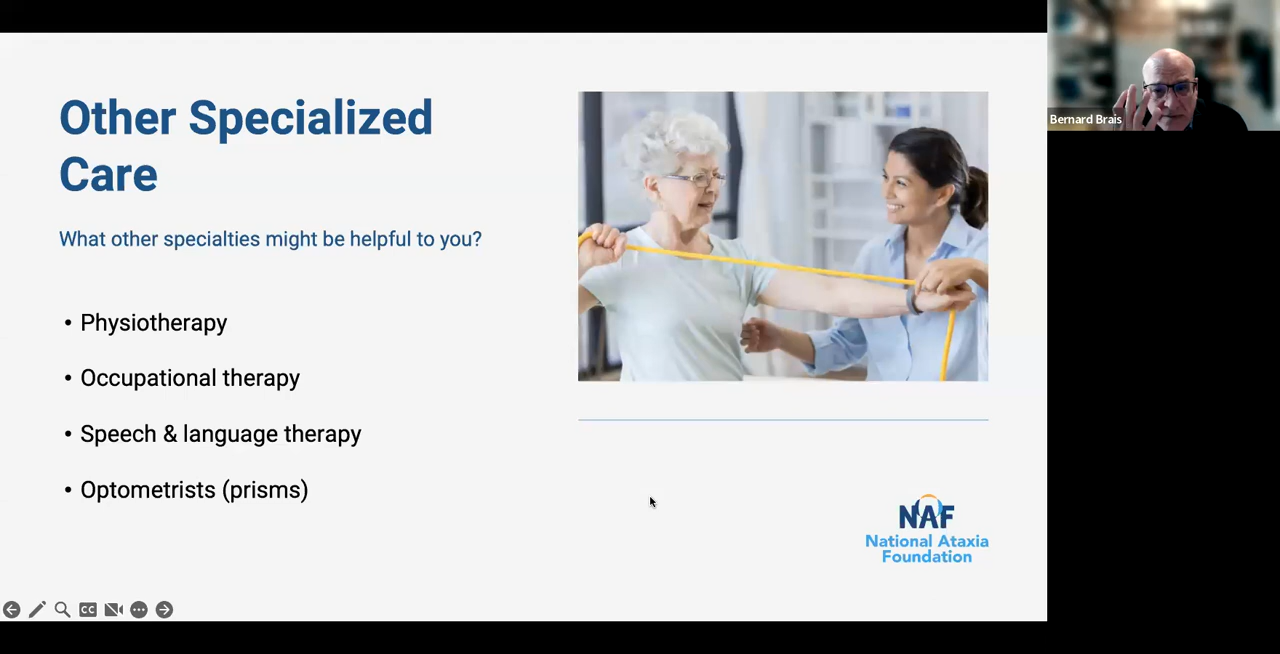 Other Specialized
Care
What other specialties might be helpful to you?
• Physiotherapy
• Occupational therapy
• Speech & language therapy
• Optometrists (prisms)
NAF
National Ataxia
Foundation
CC
Bernard Brais